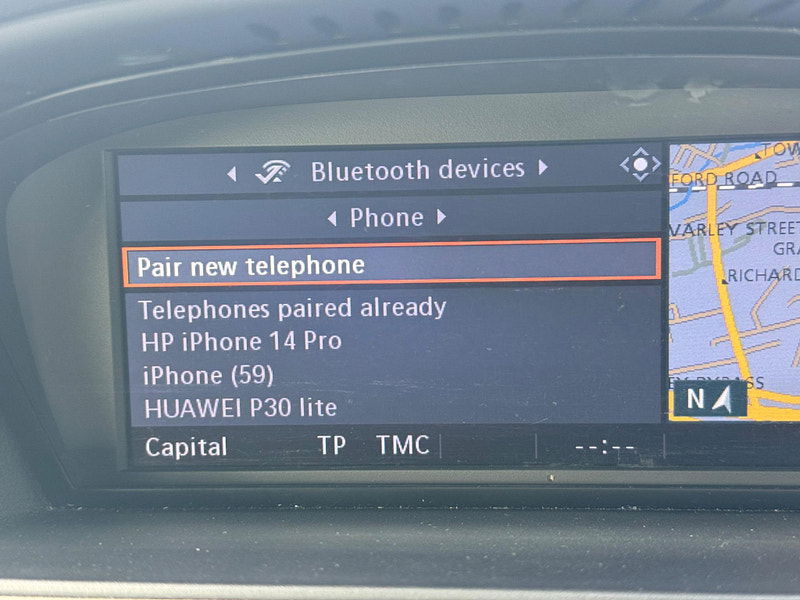 Bluetooth devices
Phone
Pair new telephone
Telephones paired already
HP iPhone 14 Pro
iPhone (59)
HUAWEI P30 lite
Capital TP TMC --:--
FORD ROAD
VARLEY STREET
RICHARD
N